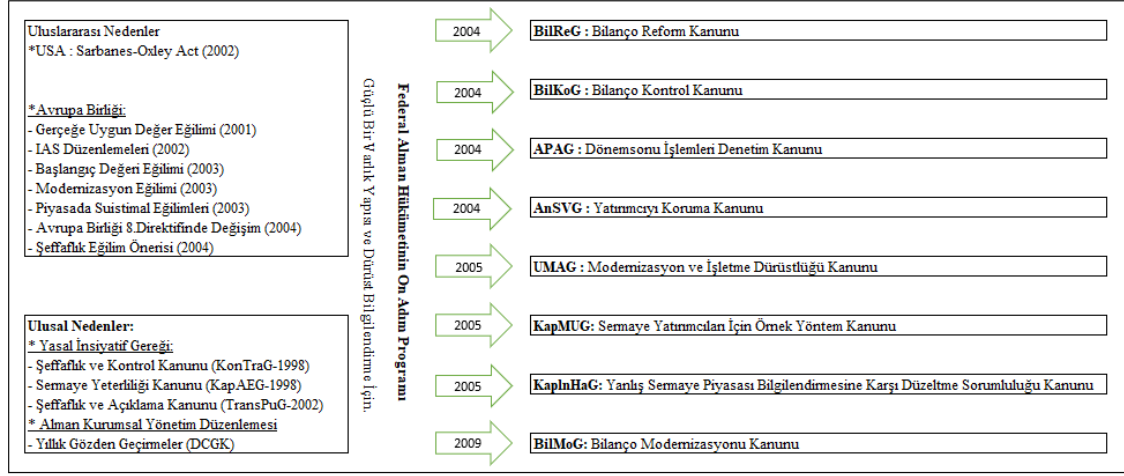 Uluslararası Nedenler
*USA : Sarbanes-Oxley Act (2002)
*Avrupa Birliği:
- Gerçeğe Uygun Değer Eğilimi (2001)
- IAS Düzenlemeleri (2002)
- Başlangıç Değeri Eğilimi (2003)
- Modernizasyon Eğilimi (2003)
- Piyasada Suistimal Eğilimleri (2003)
- Avrupa Birliği 8.Direktifinde Değişim (2004)
- Şeffaflık Eğilim Önerisi (2004)
Ulusal Nedenler:
* Yasal İnsiyatif Gereği:
- Şeffaflık ve Kontrol Kanunu (KonTraG-1998)
- Sermaye Yeterliliği Kanunu (KapAEG-1998)
- Şeffaflık ve Açıklama Kanunu (TransPuG-2002)
* Alman Kurumsal Yönetim Düzenlemesi
- Yıllık Gözden Geçirmeler (DCGK)
Federal Alman Hükümetinin On Adım Programı
Güçlü Bir Varlık Yapısı ve Dürüst Bilgilendirme İçin.
2004
BilReG : Bilanço Reform Kanunu
2004
BilKoG : Bilanço Kontrol Kanunu
2004
APAG : Dönemsonu İşlemleri Denetim Kanunu
2004
AnSVG : Yatırımcıyı Koruma Kanunu
2005
UMAG : Modernizasyon ve İşletme Dürüstlüğü Kanunu
2005
KapMUG: Sermaye Yatırımcıları İçin Örnek Yöntem Kanunu
2005
KaplnHaG: Yanlış Sermaye Piyasası Bilgilendirmesine Karşı Düzeltme Sorumluluğu Kanunu
2009
BilMoG: Bilanço Modernizasyonu Kanunu